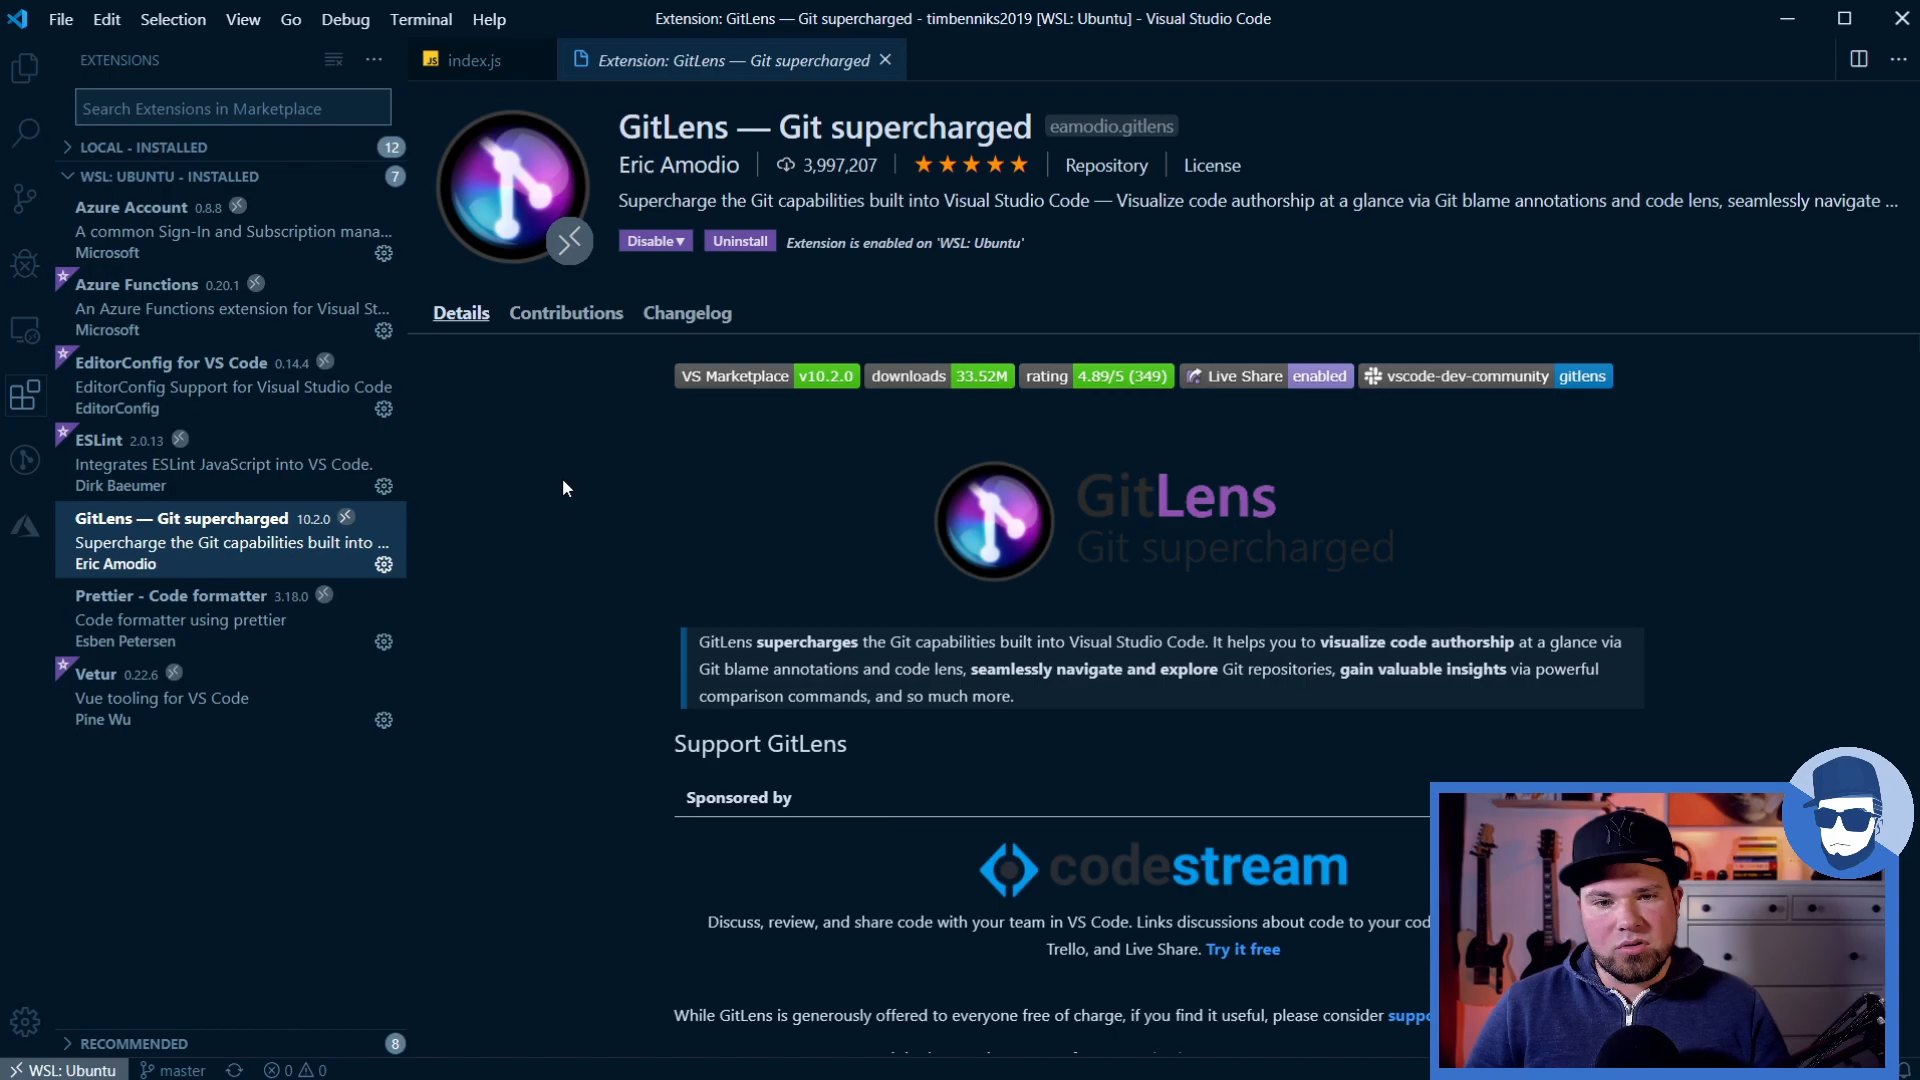 File Edit Selection View Go Debug Terminal Help
Extension: GitLens — Git supercharged - timbenniks2019 [WSL: Ubuntu] - Visual Studio Code
EXTENSIONS
Search Extensions in Marketplace
LOCAL - INSTALLED 12
WSL: UBUNTU - INSTALLED 7
Azure Account 0.8.8
A common Sign-In and Subscription mana...
Microsoft
Azure Functions 0.20.1
An Azure Functions extension for Visual St...
Microsoft
EditorConfig for VS Code 0.14.4
EditorConfig Support for Visual Studio Code
EditorConfig
ESLint 2.0.13
Integrates ESLint JavaScript into VS Code.
Dirk Baeumer
GitLens — Git supercharged 10.2.0
Supercharge the Git capabilities built into ...
Eric Amodio
Prettier - Code formatter 3.18.0
Code formatter using prettier
Esben Petersen
Vetur 0.22.6
Vue tooling for VS Code
Pine Wu
RECOMMENDED 8
JS index.js
Extension: GitLens — Git supercharged
GitLens — Git supercharged eamodio.gitlens
Eric Amodio 3,997,207 Repository License
Supercharge the Git capabilities built into Visual Studio Code — Visualize code authorship at a glance via Git blame annotations and code lens, seamlessly navigate ...
Disable Uninstall Extension is enabled on 'WSL: Ubuntu'
Details Contributions Changelog
VS Marketplace v10.2.0 downloads 33.52M rating 4.89/5 (349) Live Share enabled vscode-dev-community gitlens
GitLens
Git supercharged
GitLens supercharges the Git capabilities built into Visual Studio Code. It helps you to visualize code authorship at a glance via
Git blame annotations and code lens, seamlessly navigate and explore Git repositories, gain valuable insights via powerful
comparison commands, and so much more.
Support GitLens
Sponsored by
codestream
Discuss, review, and share code with your team in VS Code. Links discussions about code to your cod
Trello, and Live Share. Try it free
While GitLens is generously offered to everyone free of charge, if you find it useful, please consider suppo
WSL: Ubuntu master 0 0